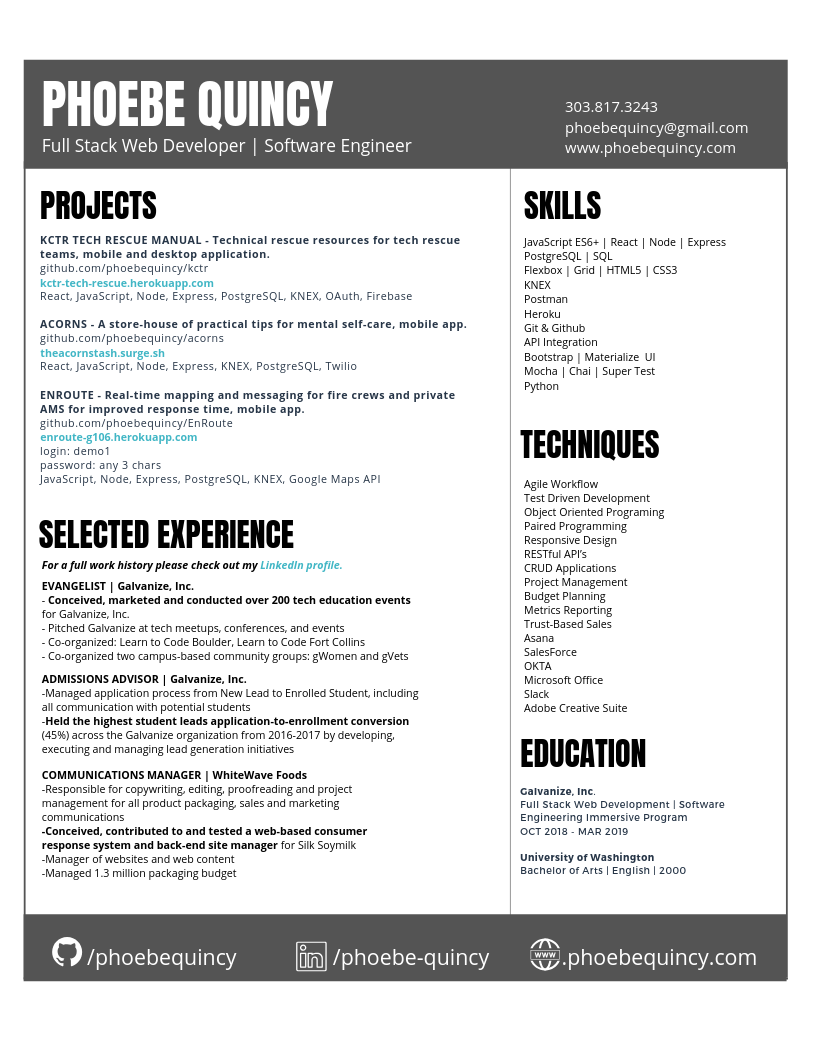 PHOEBE QUINCY
Full Stack Web Developer | Software Engineer
303.817.3243
phoebequincy@gmail.com
www.phoebequincy.com
PROJECTS
KCTR TECH RESCUE MANUAL - Technical rescue resources for tech rescue
teams, mobile and desktop application.
github.com/phoebequincy/kctr
kctr-tech-rescue.herokuapp.com
React, JavaScript, Node, Express, PostgreSQL, KNEX, OAuth, Firebase
ACORNS - A store-house of practical tips for mental self-care, mobile app.
github.com/phoebequincy/acorns
theacornstash.surge.sh
React, JavaScript, Node, Express, KNEX, PostgreSQL, Twilio
ENROUTE - Real-time mapping and messaging for fire crews and private
AMS for improved response time, mobile app.
github.com/phoebequincy/EnRoute
enroute-g106.herokuapp.com
login: demo1
password: any 3 chars
JavaScript, Node, Express, PostgreSQL, KNEX, Google Maps API
SELECTED EXPERIENCE
For a full work history please check out my LinkedIn profile.
EVANGELIST | Galvanize, Inc.
- Conceived, marketed and conducted over 200 tech education events
for Galvanize, Inc.
- Pitched Galvanize at tech meetups, conferences, and events
- Co-organized: Learn to Code Boulder, Learn to Code Fort Collins
- Co-organized two campus-based community groups: gWomen and gVets
ADMISSIONS ADVISOR | Galvanize, Inc.
-Managed application process from New Lead to Enrolled Student, including
all communication with potential students
-Held the highest student leads application-to-enrollment conversion
(45%) across the Galvanize organization from 2016-2017 by developing,
executing and managing lead generation initiatives
COMMUNICATIONS MANAGER | WhiteWave Foods
-Responsible for copywriting, editing, proofreading and project
management for all product packaging, sales and marketing
communications
-Conceived, contributed to and tested a web-based consumer
response system and back-end site manager for Silk Soymilk
-Manager of websites and web content
-Managed 1.3 million packaging budget
SKILLS
JavaScript ES6+ | React | Node | Express
PostgreSQL | SQL
Flexbox | Grid | HTML5 | CSS3
KNEX
Postman
Heroku
Git & Github
API Integration
Bootstrap | Materialize UI
Mocha | Chai | Super Test
Python
TECHNIQUES
Agile Workflow
Test Driven Development
Object Oriented Programing
Paired Programming
Responsive Design
RESTful API's
CRUD Applications
Project Management
Budget Planning
Metrics Reporting
Trust-Based Sales
Asana
SalesForce
OKTA
Microsoft Office
Slack
Adobe Creative Suite
EDUCATION
Galvanize, Inc.
Full Stack Web Development | Software
Engineering Immersive Program
OCT 2018 - MAR 2019
University of Washington
Bachelor of Arts | English | 2000
/phoebequincy
in /phoebe-quincy
WWW .phoebequincy.com